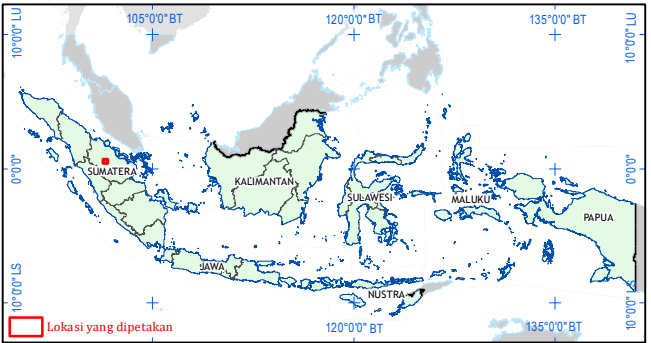 105°0'0" BT
120°0'0" BT
135°0'0" BT
10°0'0" LU
10°0'0" LU
SUMATERA
KALIMANTAN
SULAWESI
MALUKU
PAPUA
0°0'0"
0°0'0"
JAWA
NUSTRA
10°0'0" LS
10°0'0"
Lokasi yang dipetakan
120°0'0" BT
135°0'0" BT